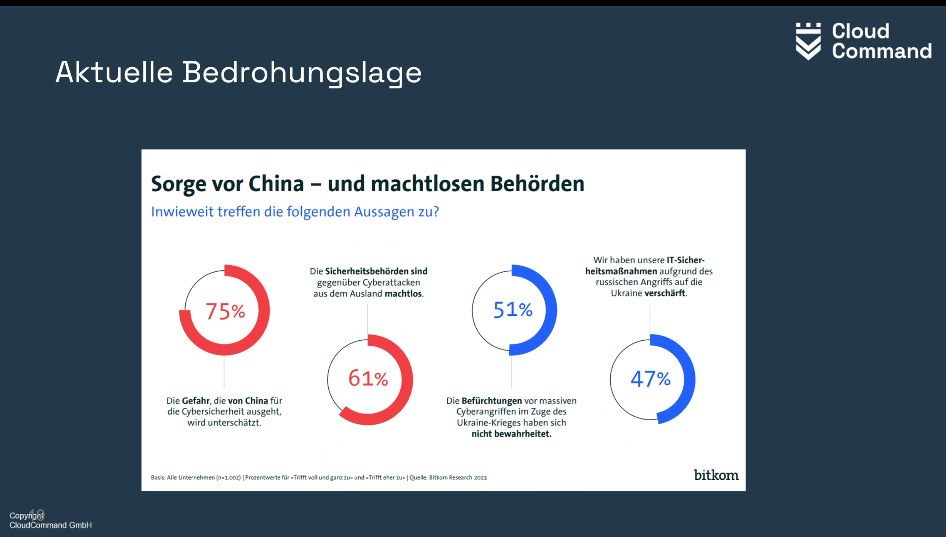 Cloud
Command
Aktuelle Bedrohungslage
Sorge vor China – und machtlosen Behörden
Inwieweit treffen die folgenden Aussagen zu?
75%
Die Gefahr, die von China für
die Cybersicherheit ausgeht,
wird unterschätzt.
Die Sicherheitsbehörden sind
gegenüber Cyberattacken
aus dem Ausland machtlos.
61%
51%
Die Befürchtungen vor massiven
Cyberangriffen im Zuge des
Ukraine-Krieges haben sich
nicht bewahrheitet.
Wir haben unsere IT-Sicher-
heitsmaßnahmen aufgrund des
russischen Angriffs auf die
Ukraine verschärft.
47%
Basis: Alle Unternehmen (n=1.002) | Prozentwerte für »Trifft voll und ganz zu« und »Trifft eher zu« | Quelle: Bitkom Research 2023
bitkom
Copyright
CloudCommand GmbH